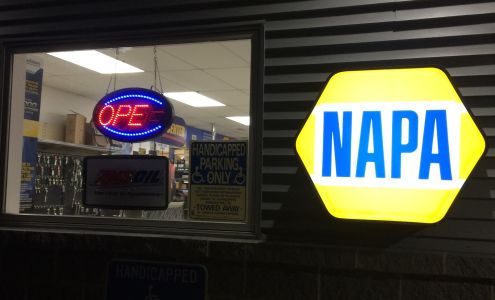 OPE
AMSOIL
HANDICAPPED
PARKING
ONLY
TOWED AWAY
NAPA
HANDICAPPED